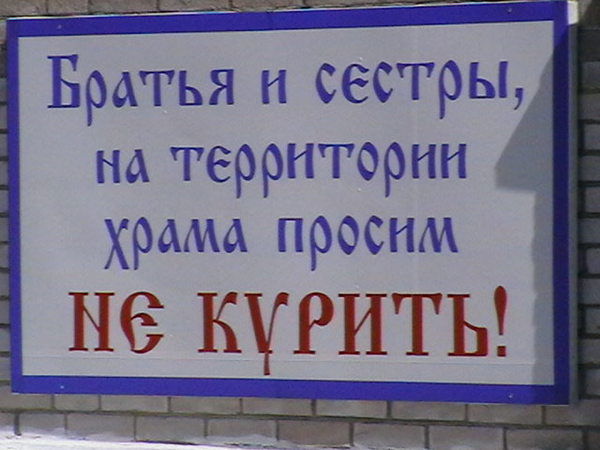 Братья и сестры,
на территории
храма просим
НЕ КУРИТЬ!